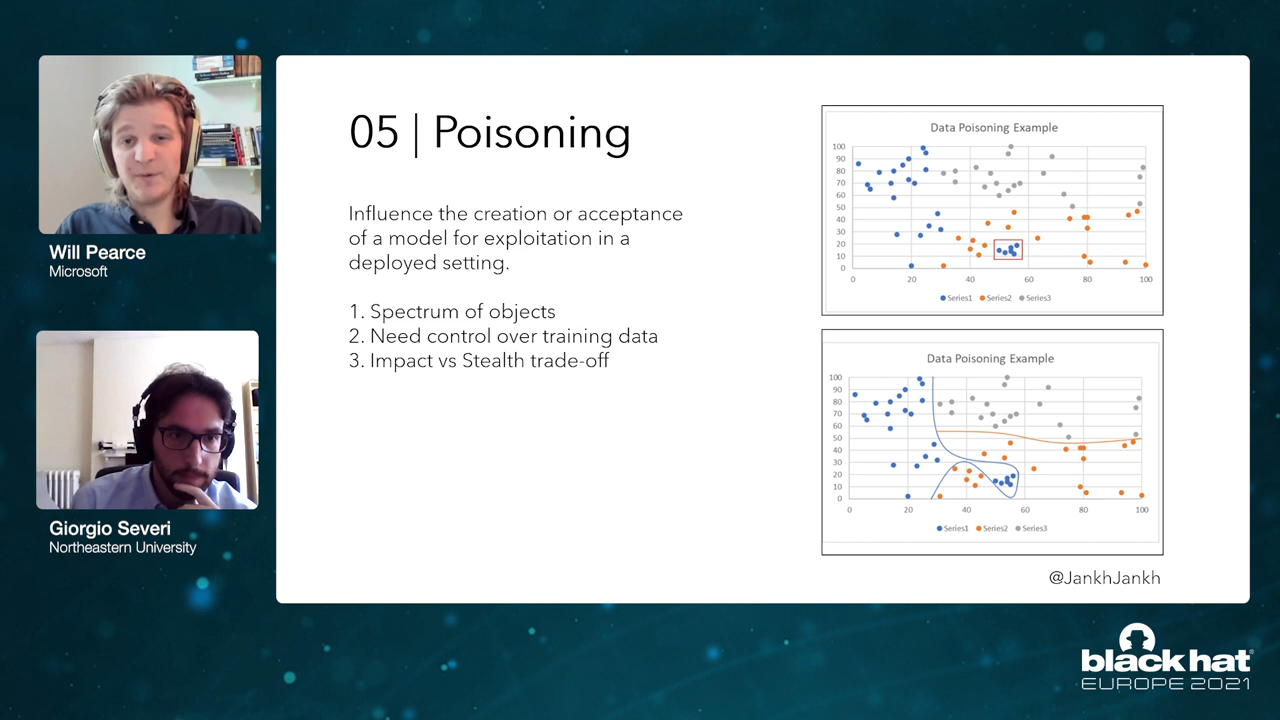 Will Pearce
Microsoft
Giorgio Severi
Northeastern University
05 | Poisoning
Influence the creation or acceptance
of a model for exploitation in a
deployed setting.
1. Spectrum of objects
2. Need control over training data
3. Impact vs Stealth trade-off
Data Poisoning Example
100
90
80
70
60
50
40
30
20
10
0
0 20 40 60 80 100
Series1 Series2 Series3
Data Poisoning Example
100
90
80
70
60
50
40
30
20
10
0
0 20 40 60 80 100
Series1 Series2 Series3
@JankhJankh
black hat
EUROPE 2021